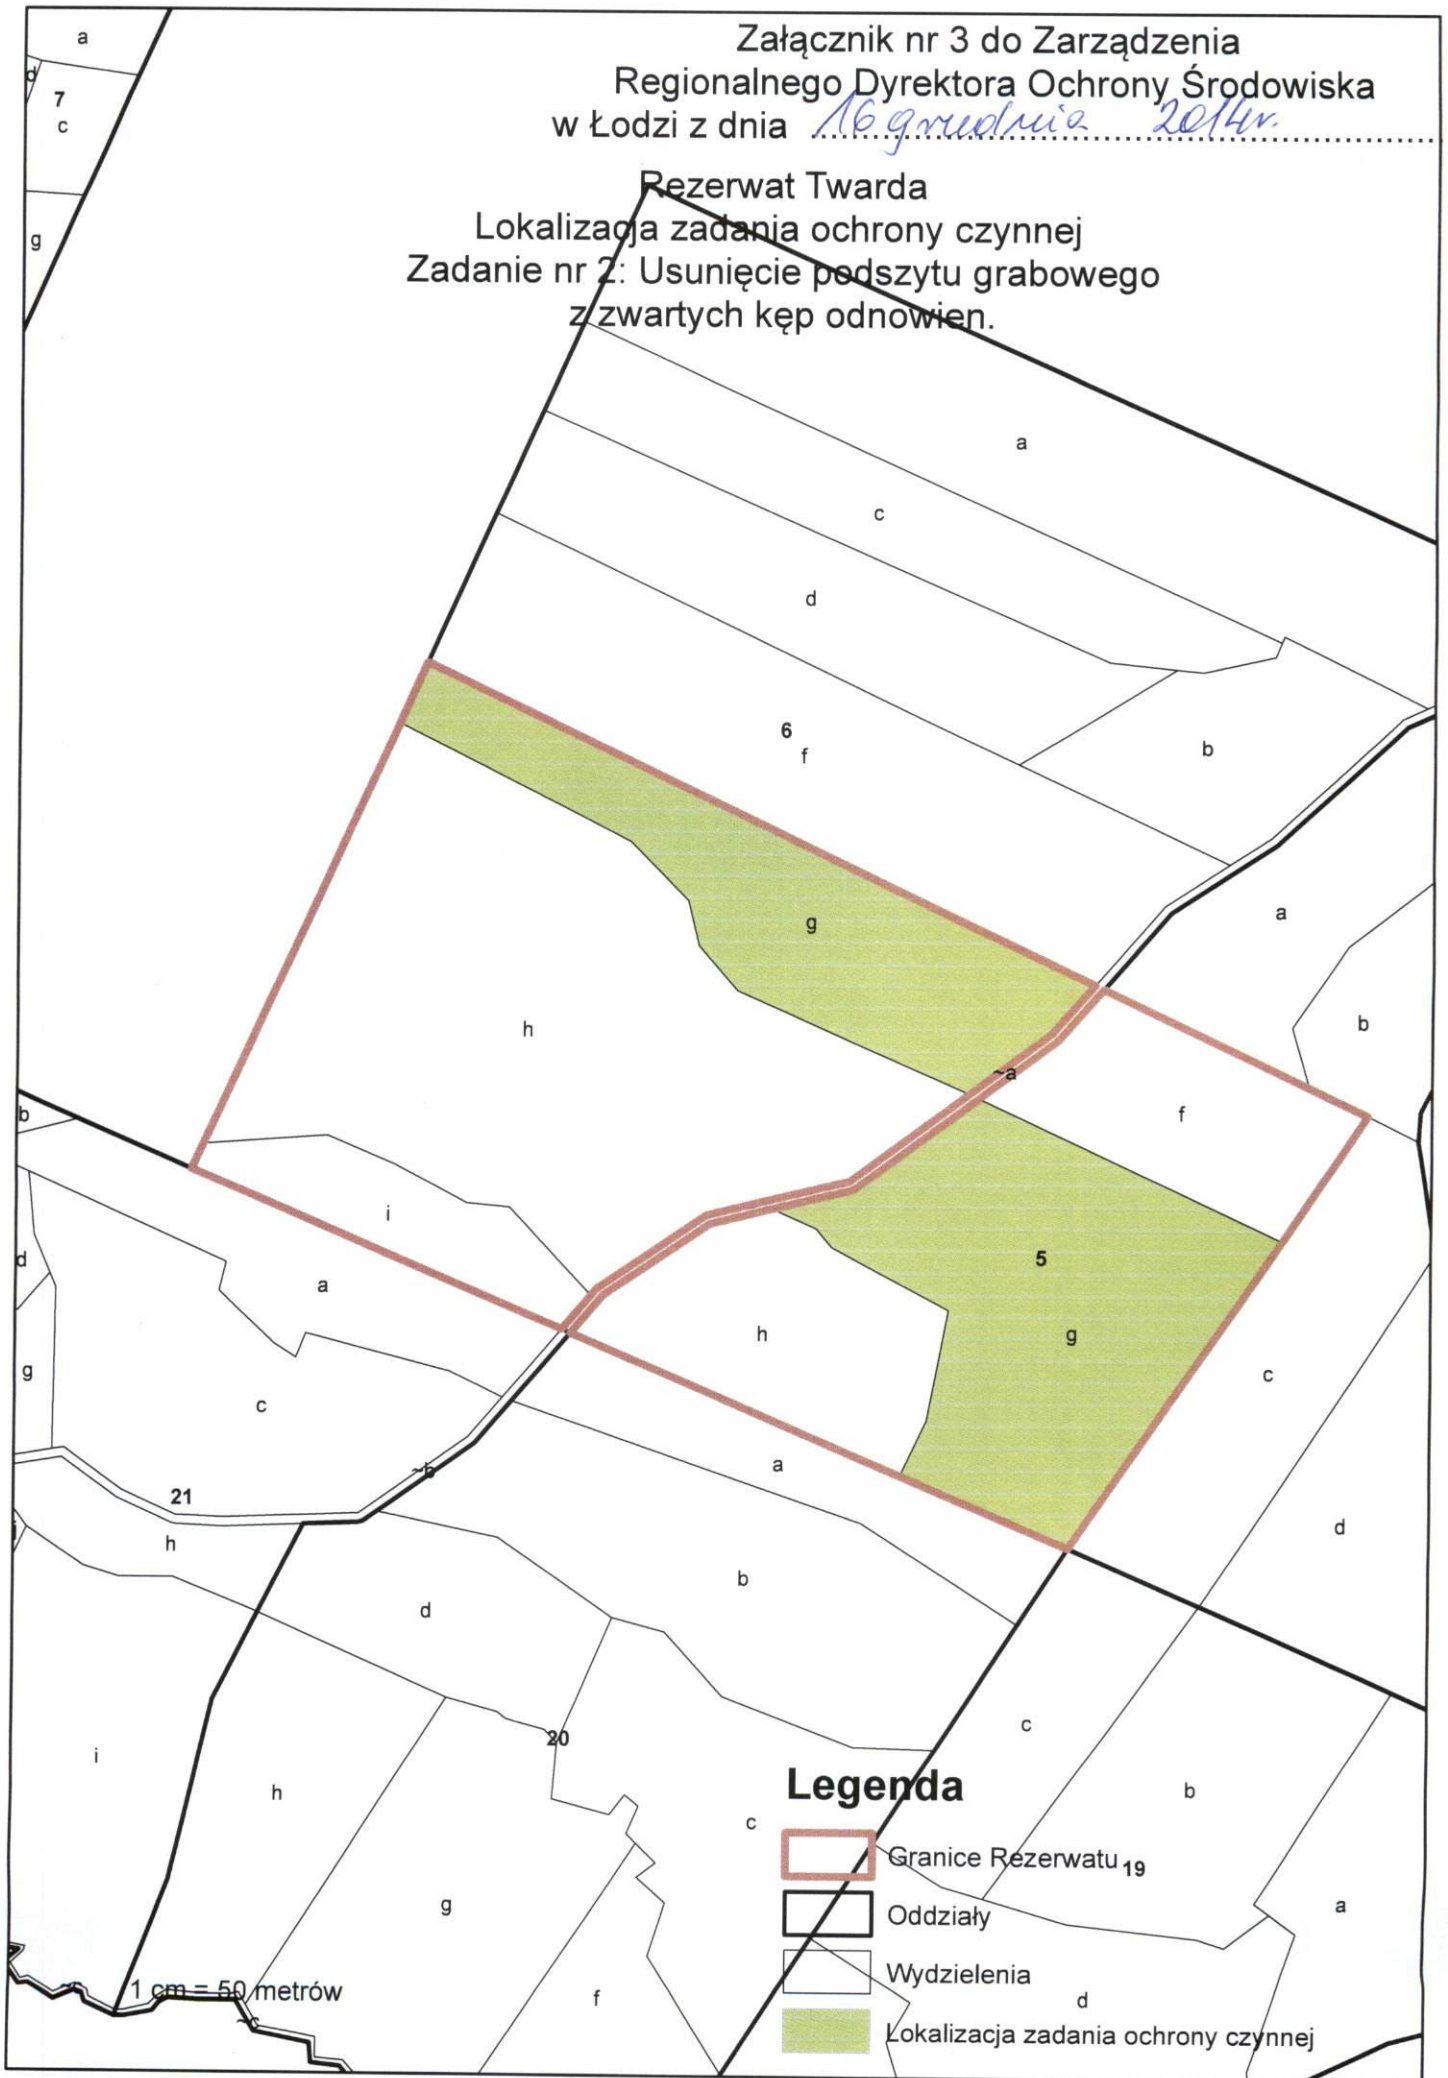 Załącznik nr 3 do Zarządzenia
Regionalnego Dyrektora Ochrony Środowiska
w Łodzi z dnia 16 grudnia 2014r.
Rezerwat Twarda
Lokalizacja zadania ochrony czynnej
Zadanie nr 2: Usunięcie podszytu grabowego
z zwartych kęp odnowien.
a
d
7
c
g
a
c
d
6
f
b
g
a
h
b
~a
f
b
i
5
d
a
h
g
g
c
c
a
~b
21
d
h
b
d
c
20
i
b
h
c
g
a
f
d
~c
1 cm = 50 metrów
Legenda
Granice Rezerwatu 19
Oddziały
Wydzielenia
Lokalizacja zadania ochrony czynnej